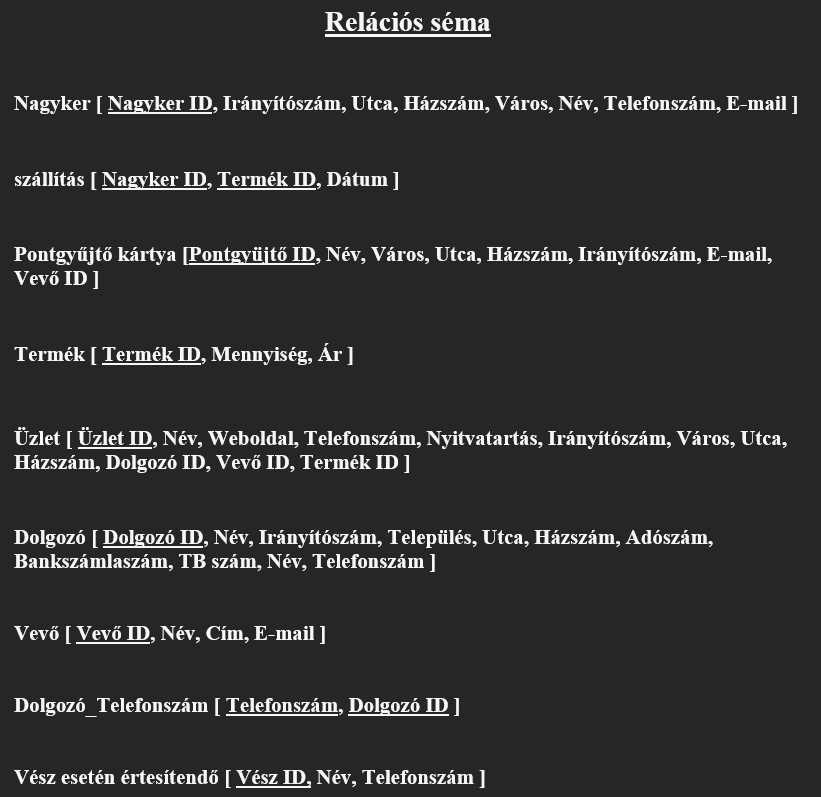 Relációs séma
Nagyker [ Nagyker ID, Irányítószám, Utca, Házszám, Város, Név, Telefonszám, E-mail ]
szállítás [ Nagyker ID, Termék ID, Dátum ]
Pontgyűjtő kártya [Pontgyüjtő ID, Név, Város, Utca, Házszám, Irányítószám, E-mail,
Vevő ID ]
Termék [ Termék ID, Mennyiség, Ár ]
Üzlet [ Üzlet ID, Név, Weboldal, Telefonszám, Nyitvatartás, Irányítószám, Város, Utca,
Házszám, Dolgozó ID, Vevő ID, Termék ID ]
Dolgozó [ Dolgozó ID, Név, Irányítószám, Település, Utca, Házszám, Adószám,
Bankszámlaszám, TB szám, Név, Telefonszám ]
Vevő [ Vevő ID, Név, Cím, E-mail ]
Dolgozó_Telefonszám [ Telefonszám, Dolgozó ID ]
Vész esetén értesítendő [ Vész ID, Név, Telefonszám ]